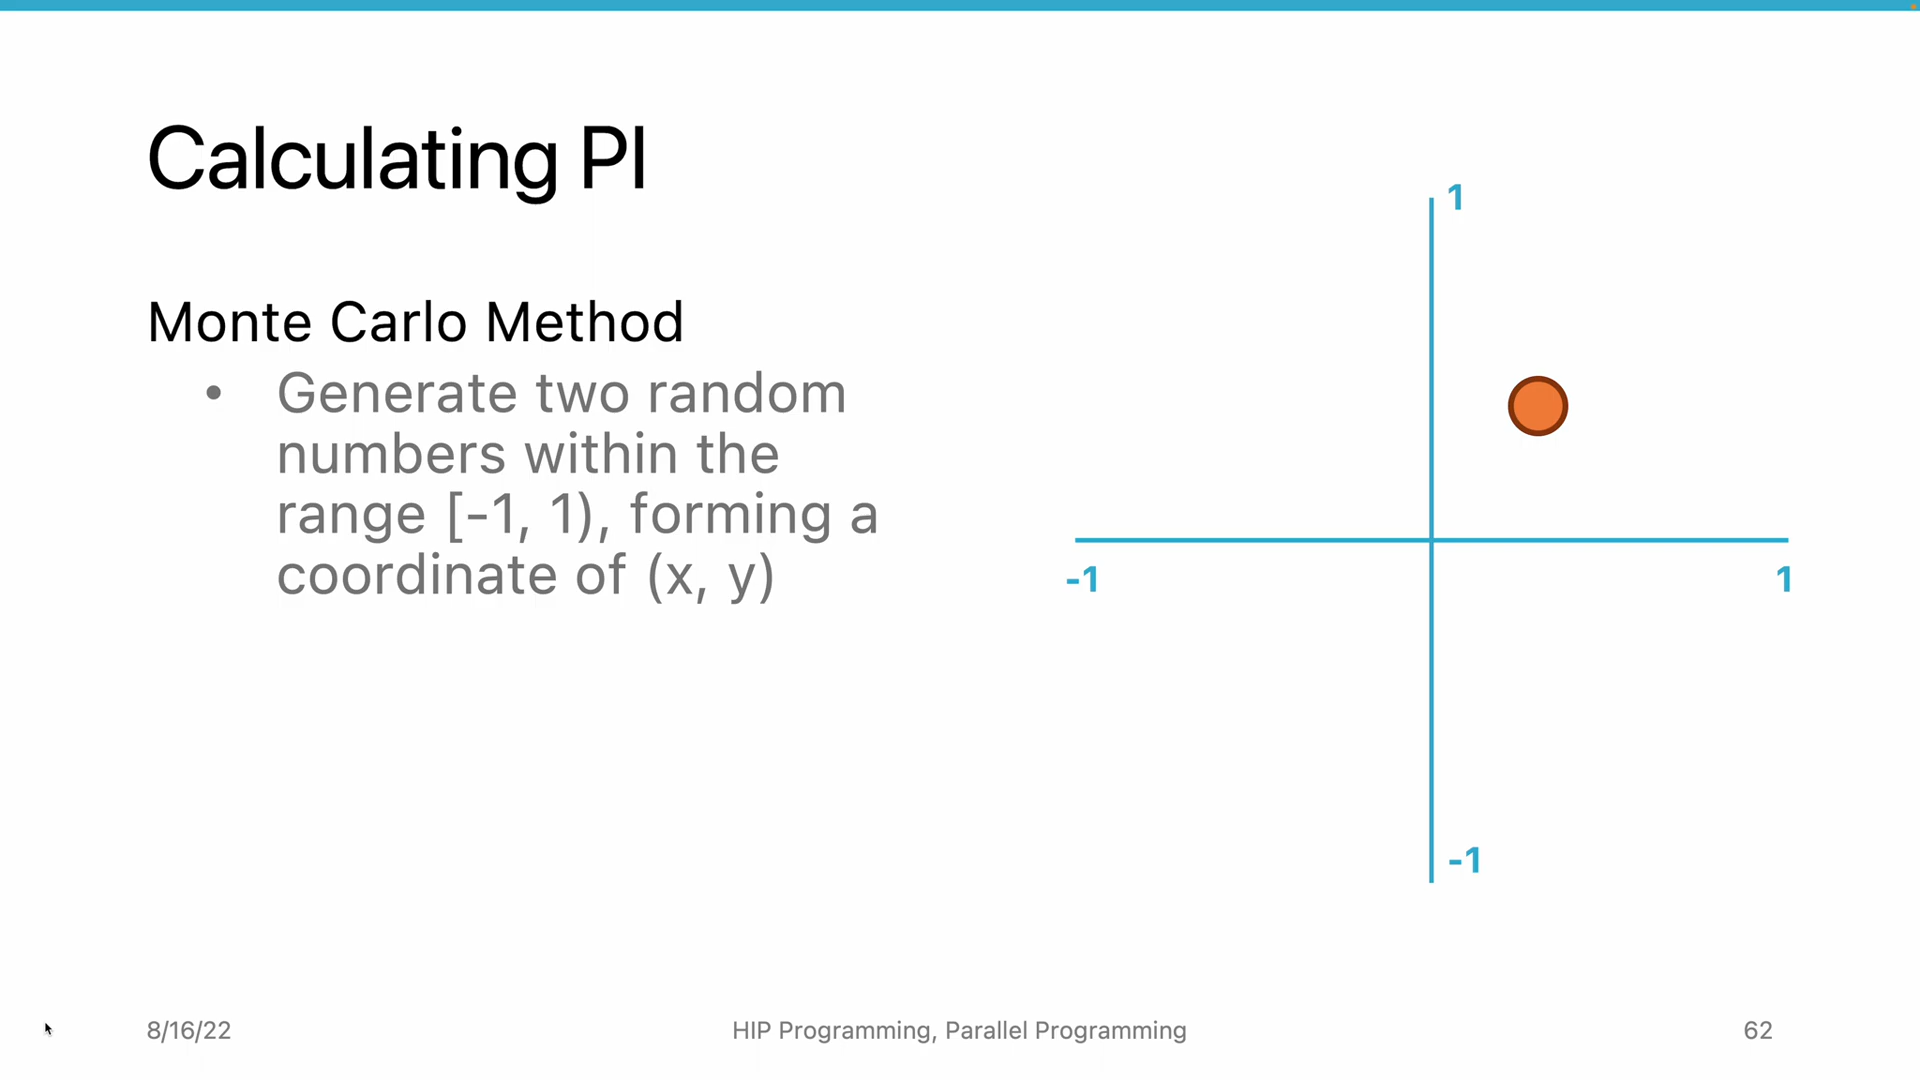 Calculating PI
Monte Carlo Method
• Generate two random
numbers within the
range [-1, 1), forming a
coordinate of (x, y)
1
-1
1
-1
8/16/22
HIP Programming, Parallel Programming
62